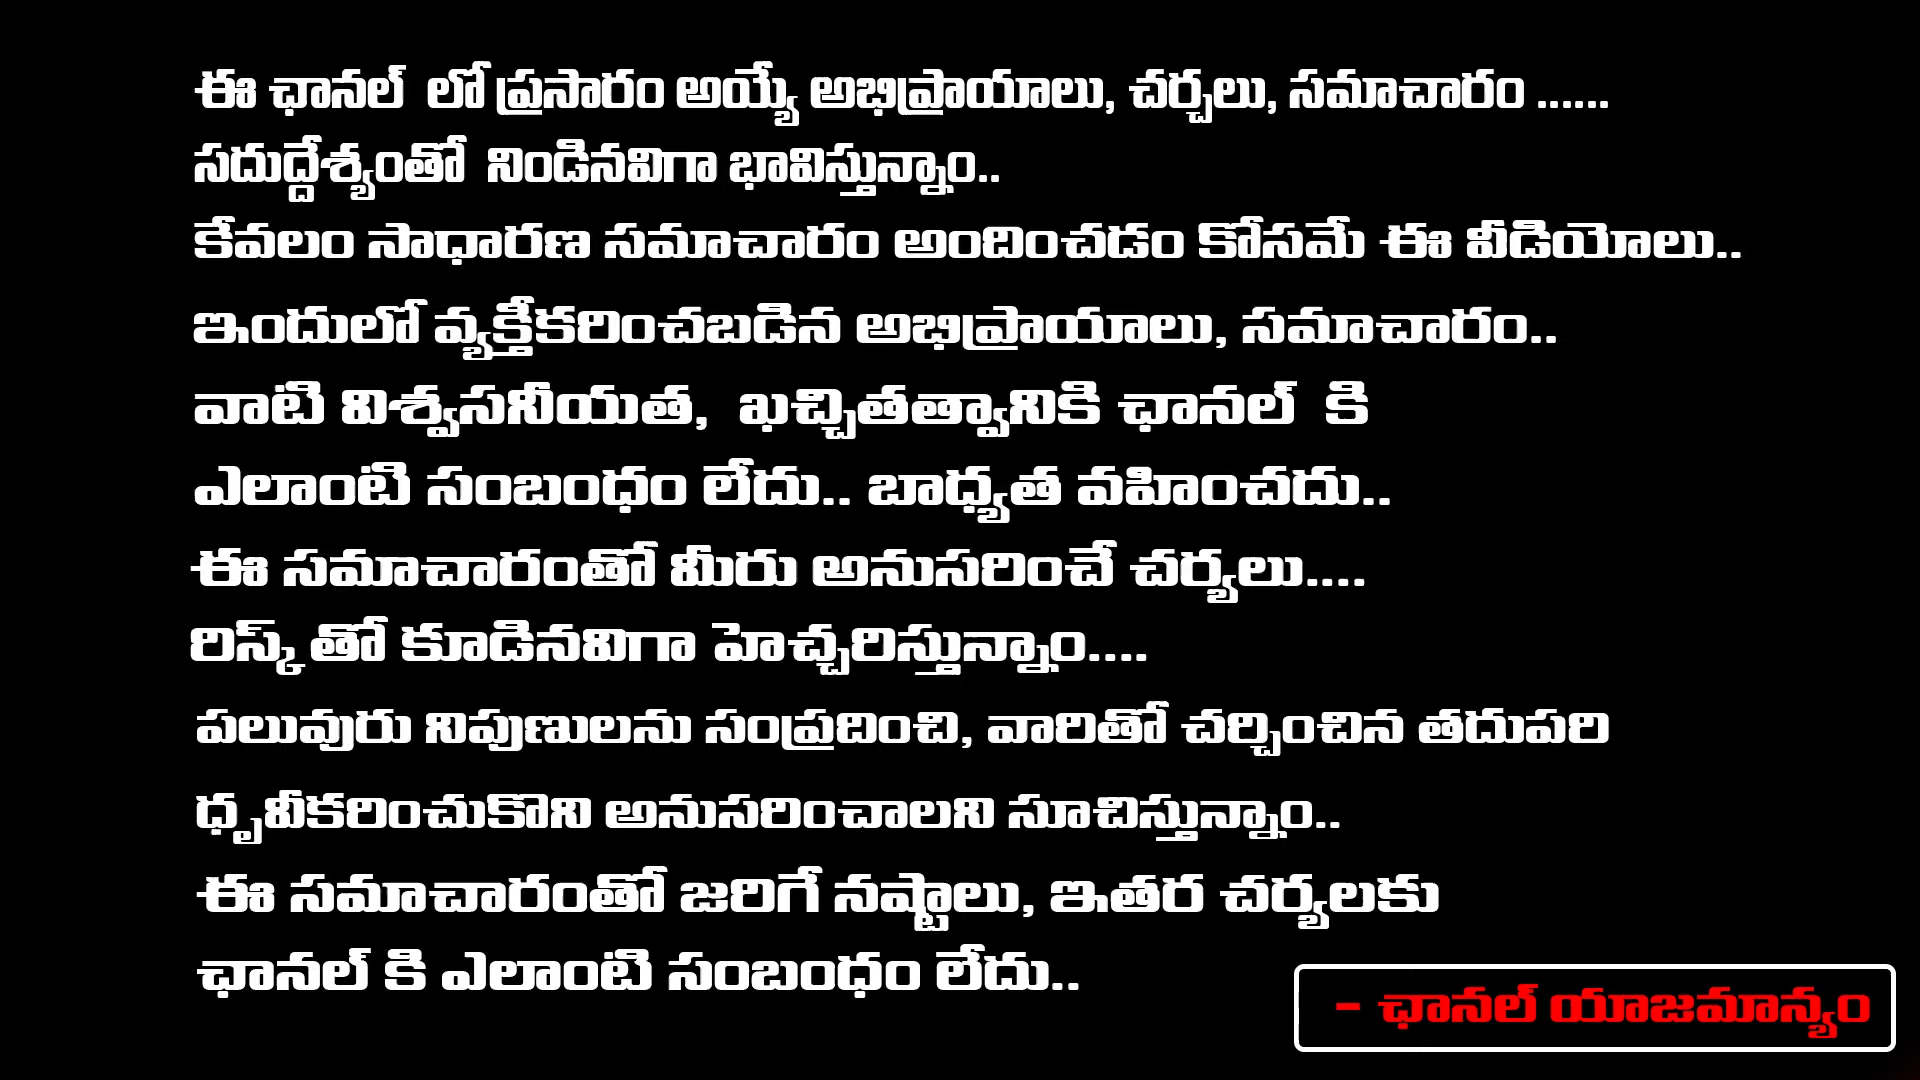 ఈ ఛానల్ లో ప్రసారం అయ్యే అభిప్రాయాలు, చర్చలు, సమాచారం ......
సదుద్దేశ్యంతో నిండినవిగా భావిస్తున్నాం..
కేవలం సాధారణ సమాచారం అందించడం కోసమే ఈ వీడియోలు..
ఇందులో వ్యక్తీకరించబడిన అభిప్రాయాలు, సమాచారం..
వాటి విశ్వసనీయత, ఖచ్చితత్వానికి ఛానల్ కి
ఎలాంటి సంబంధం లేదు.. బాధ్యత వహించదు..
ఈ సమాచారంతో మీరు అనుసరించే చర్యలు....
రిస్క్ తో కూడినవిగా హెచ్చరిస్తున్నాం....
పలువురు నిపుణులను సంప్రదించి, వారితో చర్చించిన తదుపరి
ధృవీకరించుకొని అనుసరించాలని సూచిస్తున్నాం..
ఈ సమాచారంతో జరిగే నష్టాలు, ఇతర చర్యలకు
ఛానల్ కి ఎలాంటి సంబంధం లేదు..
- ఛానల్ యాజమాన్యం